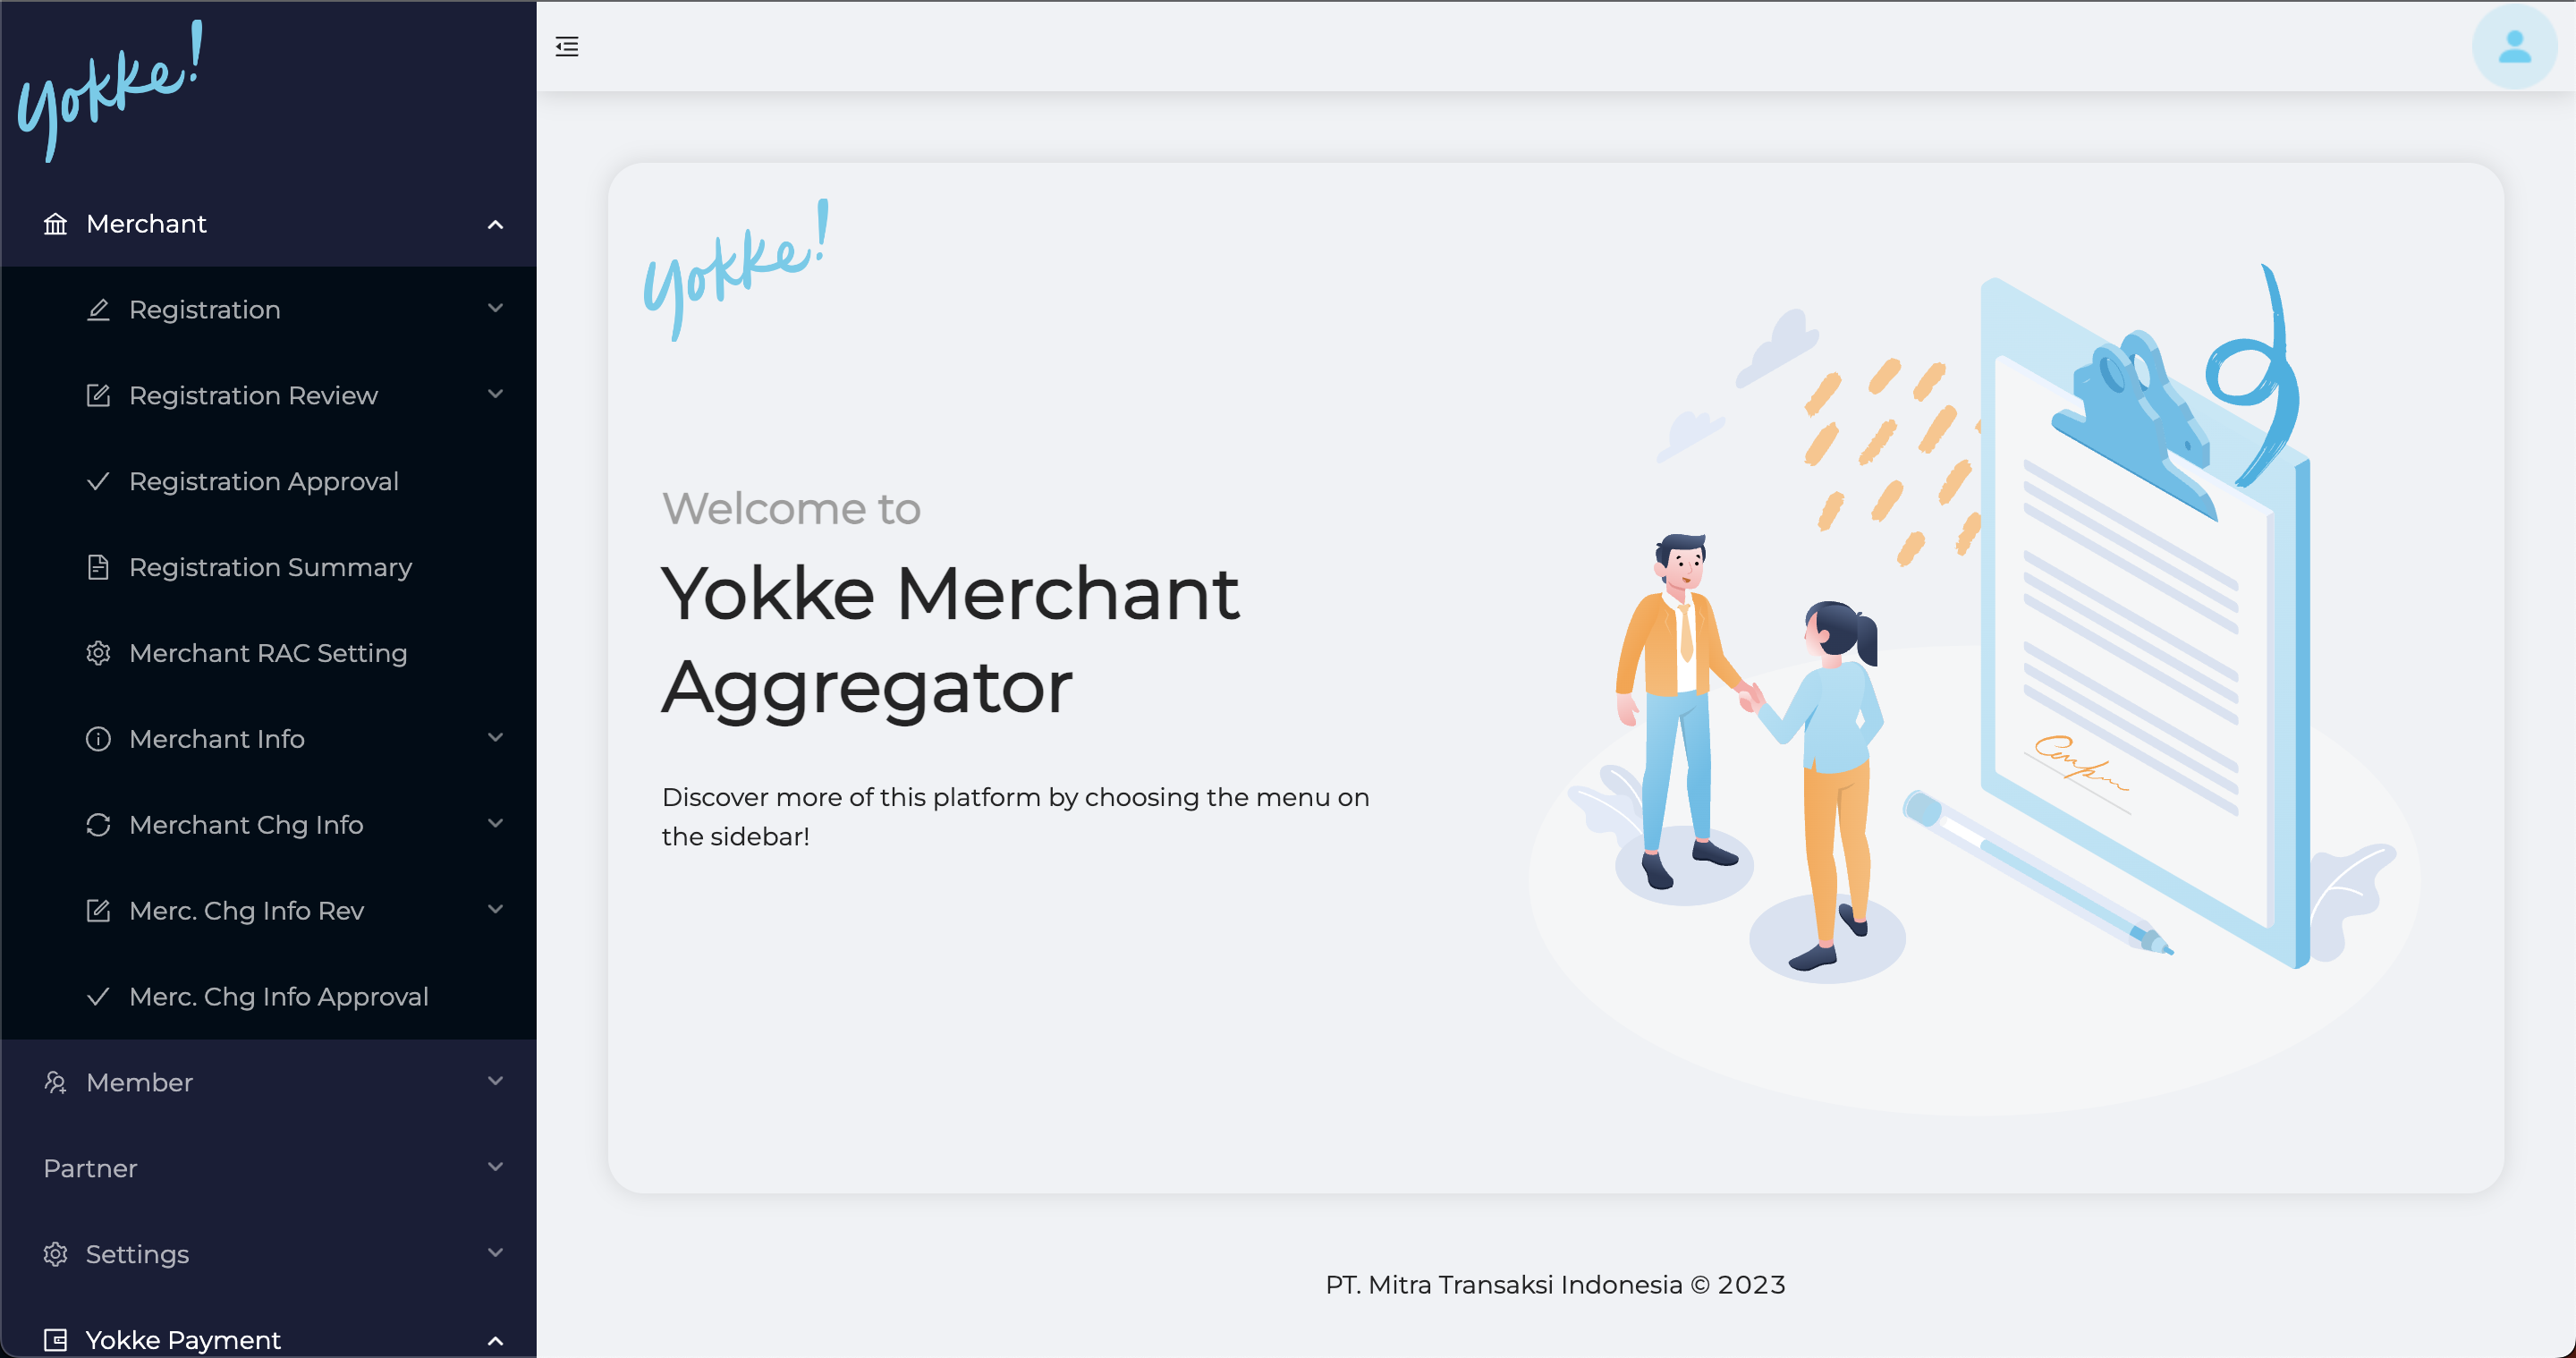 yokke!
Merchant
Registration
Registration Review
Registration Approval
Registration Summary
Merchant RAC Setting
Merchant Info
Merchant Chg Info
Merc. Chg Info Rev
Merc. Chg Info Approval
Member
Partner
Settings
Yokke Payment
yokke!
Welcome to
Yokke Merchant
Aggregator
Discover more of this platform by choosing the menu on
the sidebar!
PT. Mitra Transaksi Indonesia © 2023